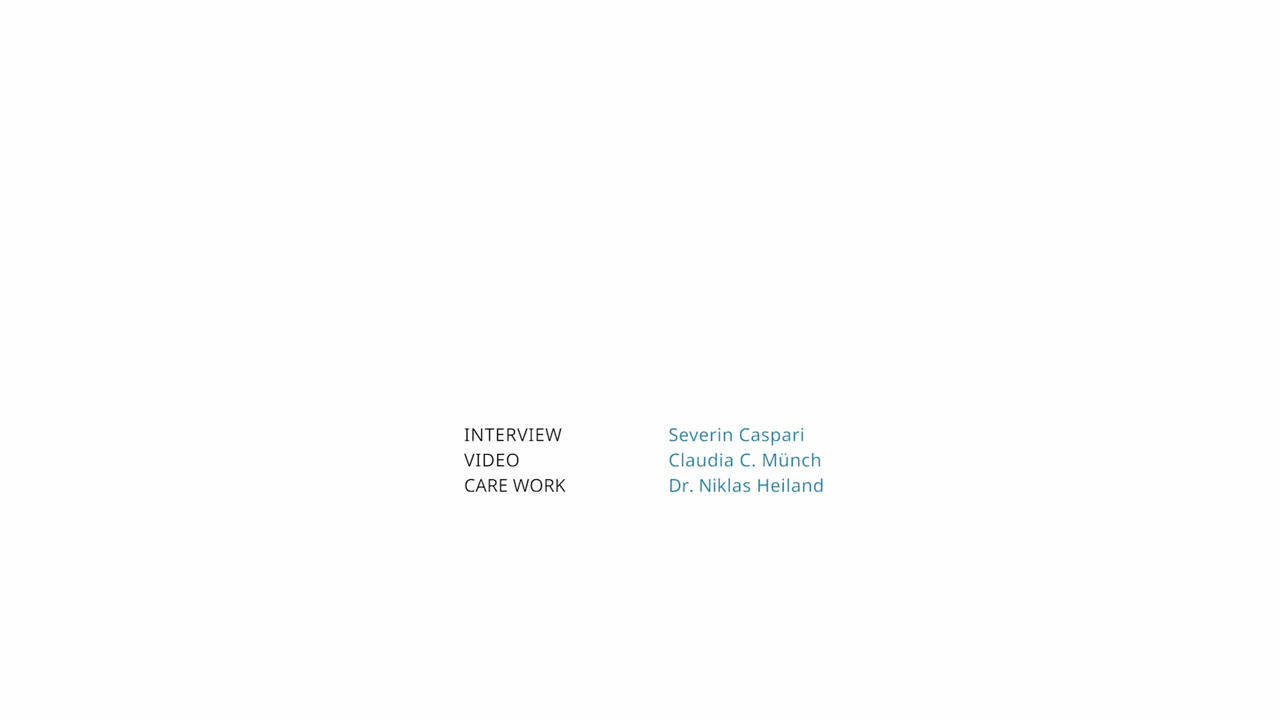 INTERVIEW Severin Caspari
VIDEO Claudia C. Münch
CARE WORK Dr. Niklas Heiland